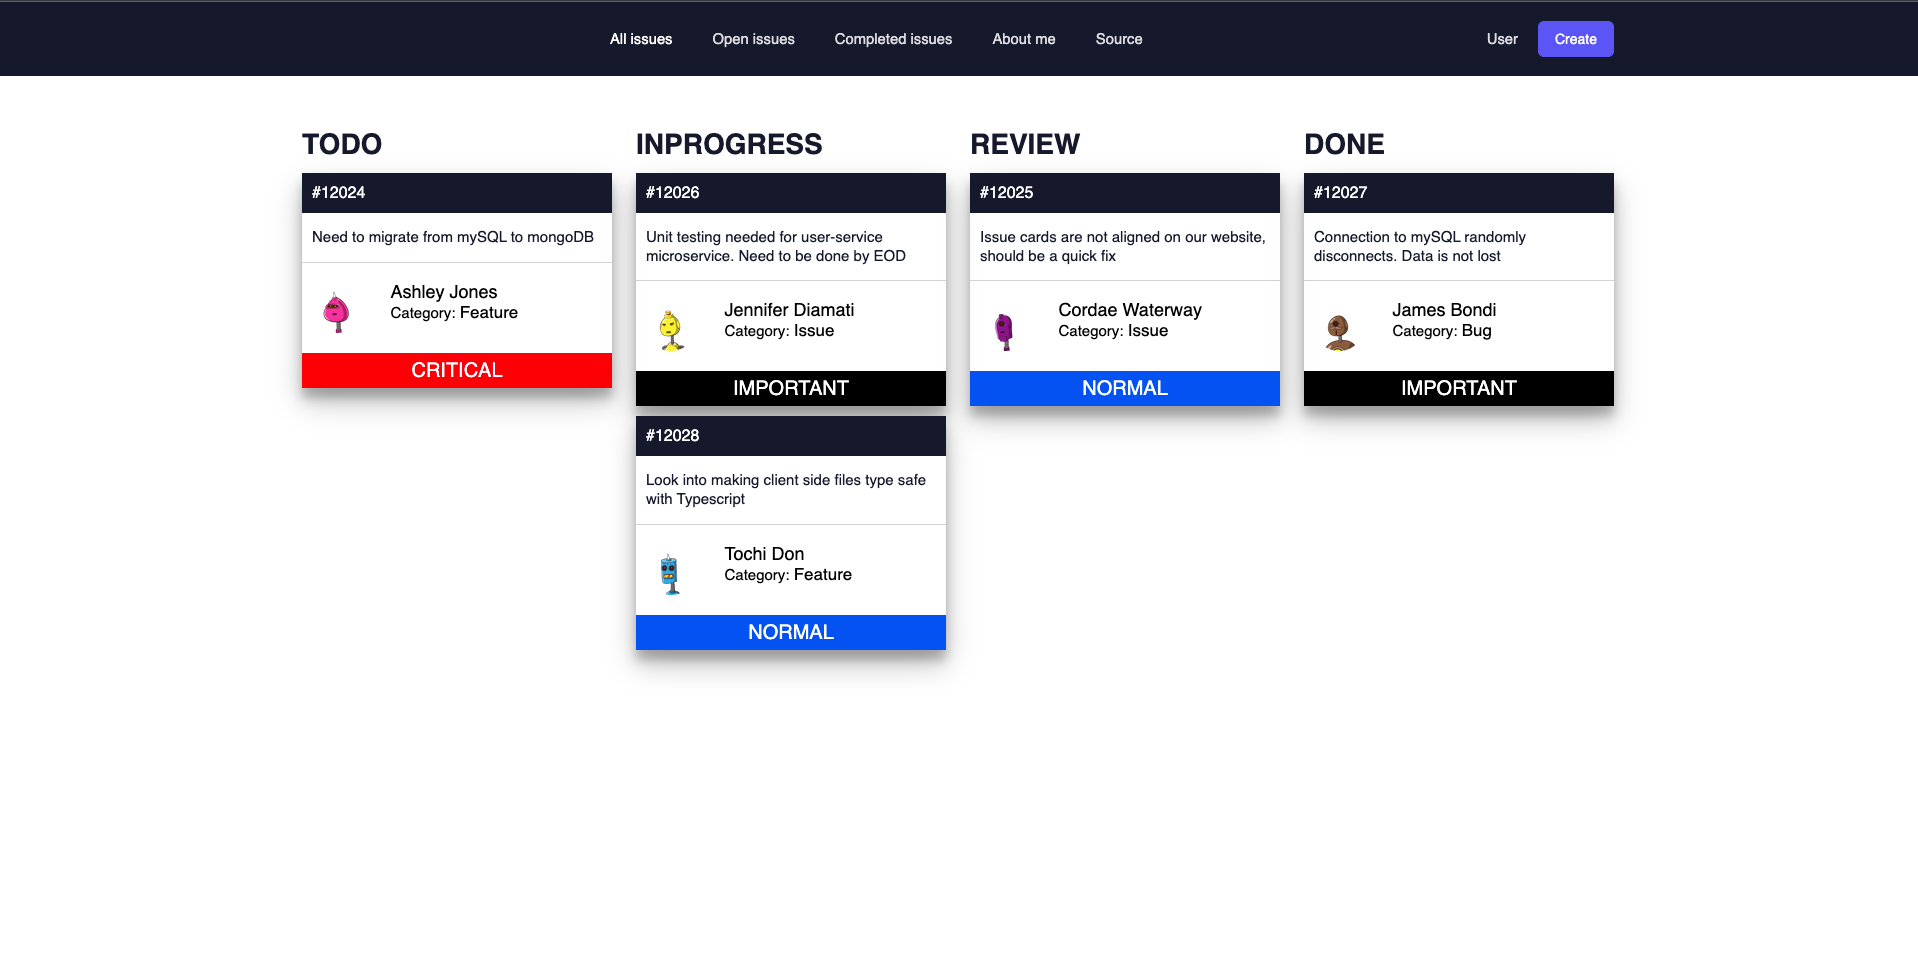 All issues
Open issues
Completed issues
About me
Source
User
Create
TODO
#12024
Need to migrate from mySQL to mongoDB
Ashley Jones
Category: Feature
CRITICAL
INPROGRESS
#12026
Unit testing needed for user-service
microservice. Need to be done by EOD
Jennifer Diamati
Category: Issue
IMPORTANT
#12028
Look into making client side files type safe
with Typescript
Tochi Don
Category: Feature
NORMAL
REVIEW
#12025
Issue cards are not aligned on our website,
should be a quick fix
Cordae Waterway
Category: Issue
NORMAL
DONE
#12027
Connection to mySQL randomly
disconnects. Data is not lost
James Bondi
Category: Bug
IMPORTANT